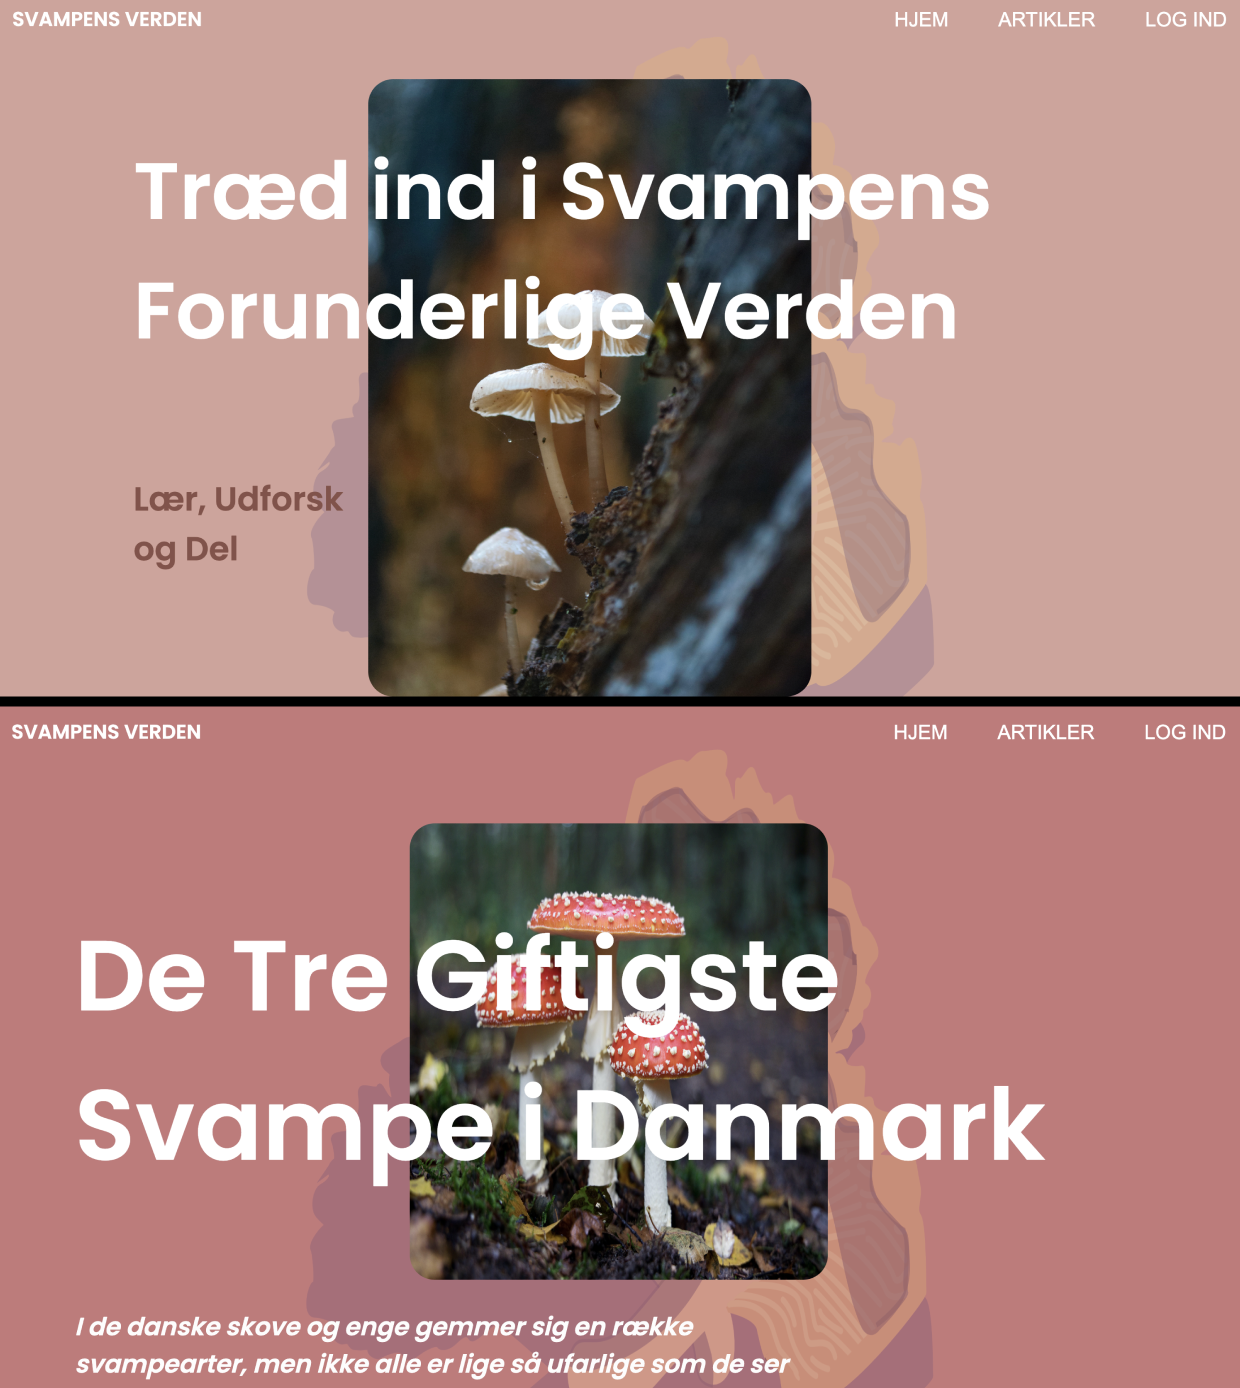 SVAMPENS VERDEN HJEM ARTIKLER LOG IND
Træd ind i Svampens
Forunderlige Verden
Lær, Udforsk
og Del
SVAMPENS VERDEN HJEM ARTIKLER LOG IND
De Tre Giftigste
Svampe i Danmark
I de danske skove og enge gemmer sig en række
svampearter, men ikke alle er lige så ufarlige som de ser